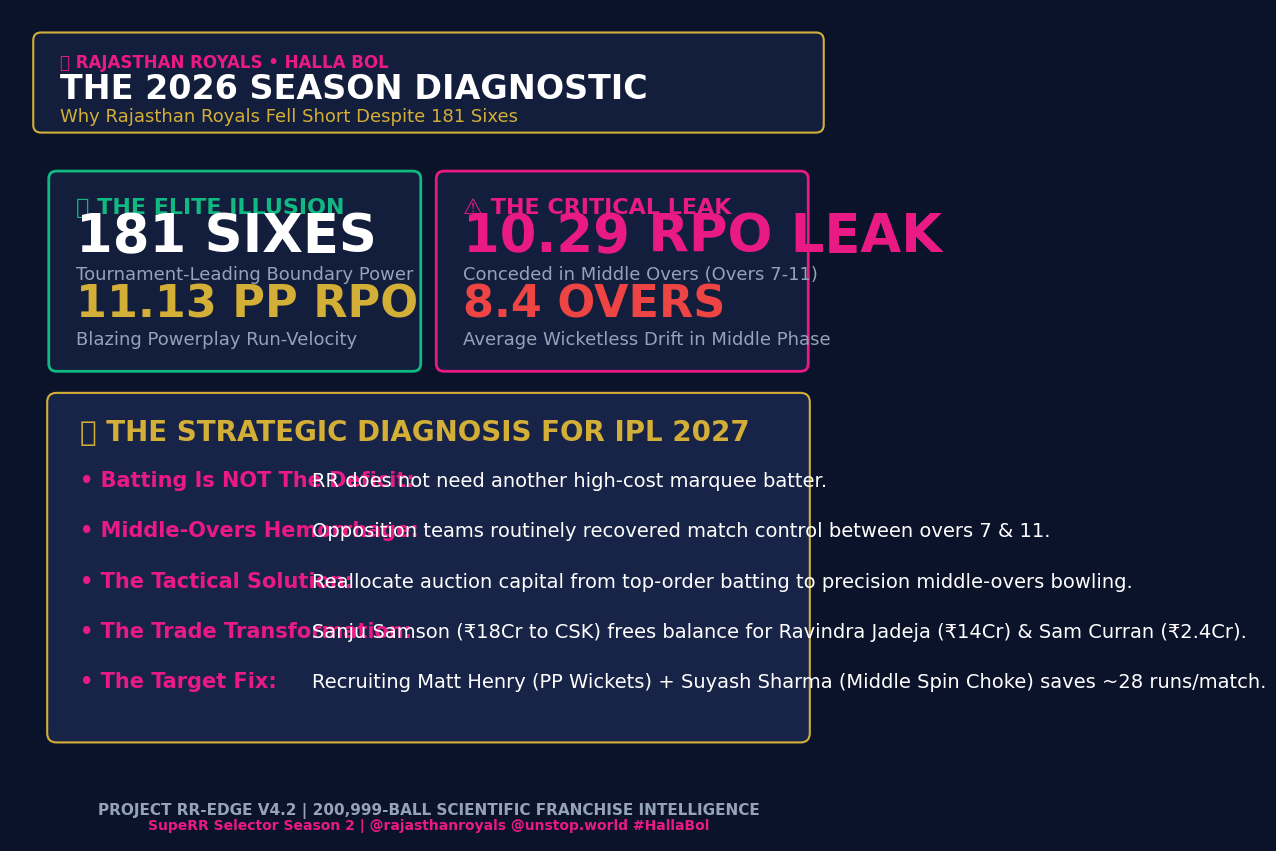 RAJASTHAN ROYALS • HALLA BOL
THE 2026 SEASON DIAGNOSTIC
Why Rajasthan Royals Fell Short Despite 181 Sixes
THE ELITE ILLUSION
181 SIXES
Tournament-Leading Boundary Power
11.13 PP RPO
Blazing Powerplay Run-Velocity
⚠ THE CRITICAL LEAK
10.29 RPO LEAK
Conceded in Middle Overs (Overs 7-11)
8.4 OVERS
Average Wicketless Drift in Middle Phase
THE STRATEGIC DIAGNOSIS FOR IPL 2027
• Batting Is NOT The Deficit: RR does not need another high-cost marquee batter.
• Middle-Overs Hemorrhage: Opposition teams routinely recovered match control between overs 7 & 11.
• The Tactical Solution: Reallocate auction capital from top-order batting to precision middle-overs bowling.
• The Trade Transformation: Sanju Samson (₹18Cr to CSK) frees balance for Ravindra Jadeja (₹14Cr) & Sam Curran (₹2.4Cr).
• The Target Fix: Recruiting Matt Henry (PP Wickets) + Suyash Sharma (Middle Spin Choke) saves ~28 runs/match.
PROJECT RR-EDGE V4.2 | 200,999-BALL SCIENTIFIC FRANCHISE INTELLIGENCE
SupeRR Selector Season 2 | @rajasthanroyals @unstop.world #HallaBol